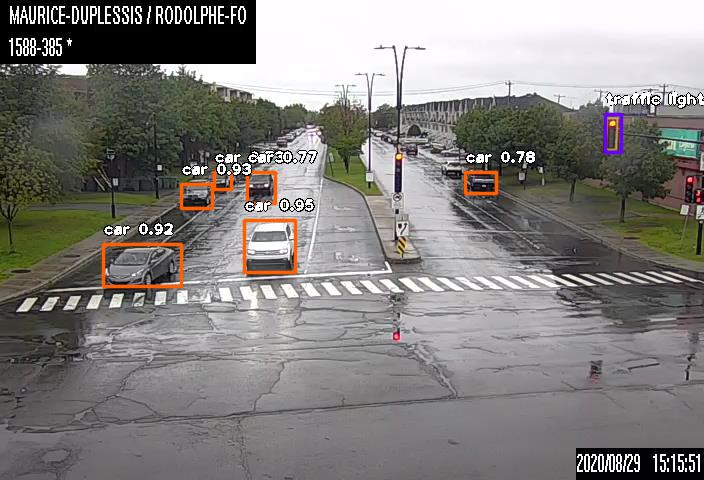 MAURICE-DUPLESSIS / RODOLPHE-FO
1588-385 *
traffic light
car 0.77
car 0.78
car 0.93
car 0.95
car 0.92
2020/08/29 15:15:51